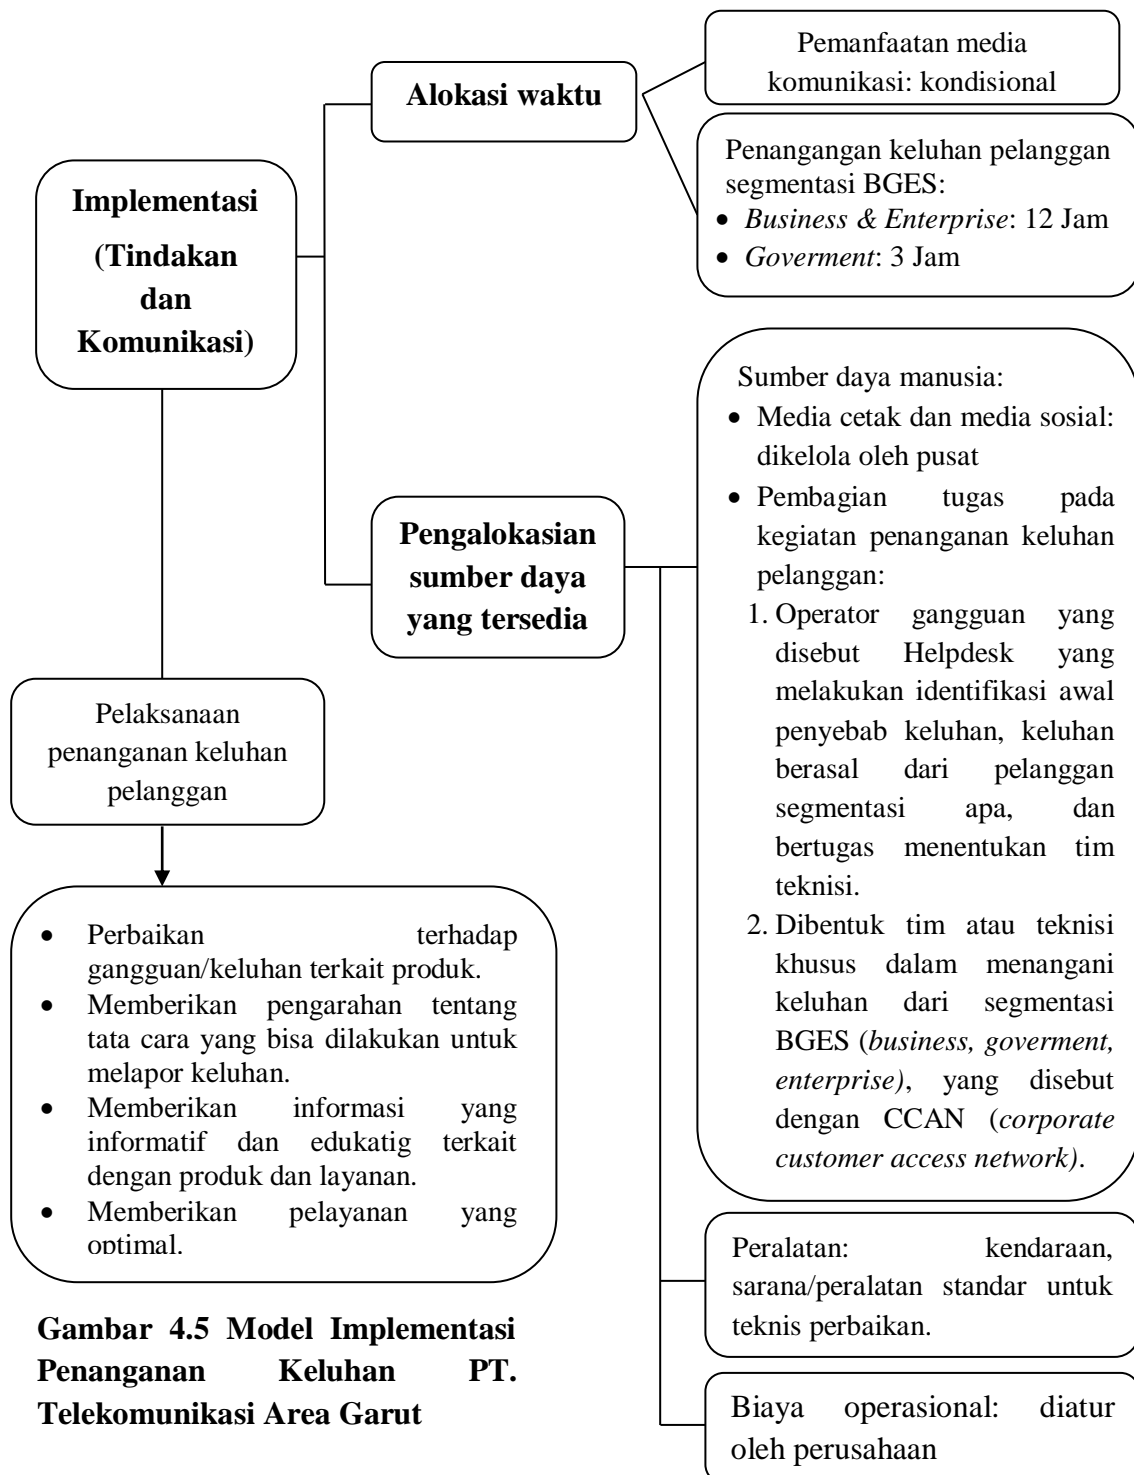 Implementasi
(Tindakan
dan
Komunikasi)
Alokasi waktu
Pemanfaatan media
komunikasi: kondisional
Penangangan keluhan pelanggan
segmentasi BGES:
• Business & Enterprise: 12 Jam
• Goverment: 3 Jam
Pengalokasian
sumber daya
yang tersedia
Sumber daya manusia:
• Media cetak dan media sosial:
dikelola oleh pusat
• Pembagian tugas pada
kegiatan penanganan keluhan
pelanggan:
1. Operator gangguan yang
disebut Helpdesk yang
melakukan identifikasi awal
penyebab keluhan, keluhan
berasal dari pelanggan
segmentasi apa, dan
bertugas menentukan tim
teknisi.
2. Dibentuk tim atau teknisi
khusus dalam menangani
keluhan dari segmentasi
BGES (business, goverment,
enterprise), yang disebut
dengan CCAN (corporate
customer access network).
Peralatan: kendaraan,
sarana/peralatan standar untuk
teknis perbaikan.
Biaya operasional: diatur
oleh perusahaan
Pelaksanaan
penanganan keluhan
pelanggan
• Perbaikan terhadap
gangguan/keluhan terkait produk.
• Memberikan pengarahan tentang
tata cara yang bisa dilakukan untuk
melapor keluhan.
• Memberikan informasi yang
informatif dan edukatig terkait
dengan produk dan layanan.
• Memberikan pelayanan yang
optimal.
Gambar 4.5 Model Implementasi
Penanganan Keluhan PT.
Telekomunikasi Area Garut